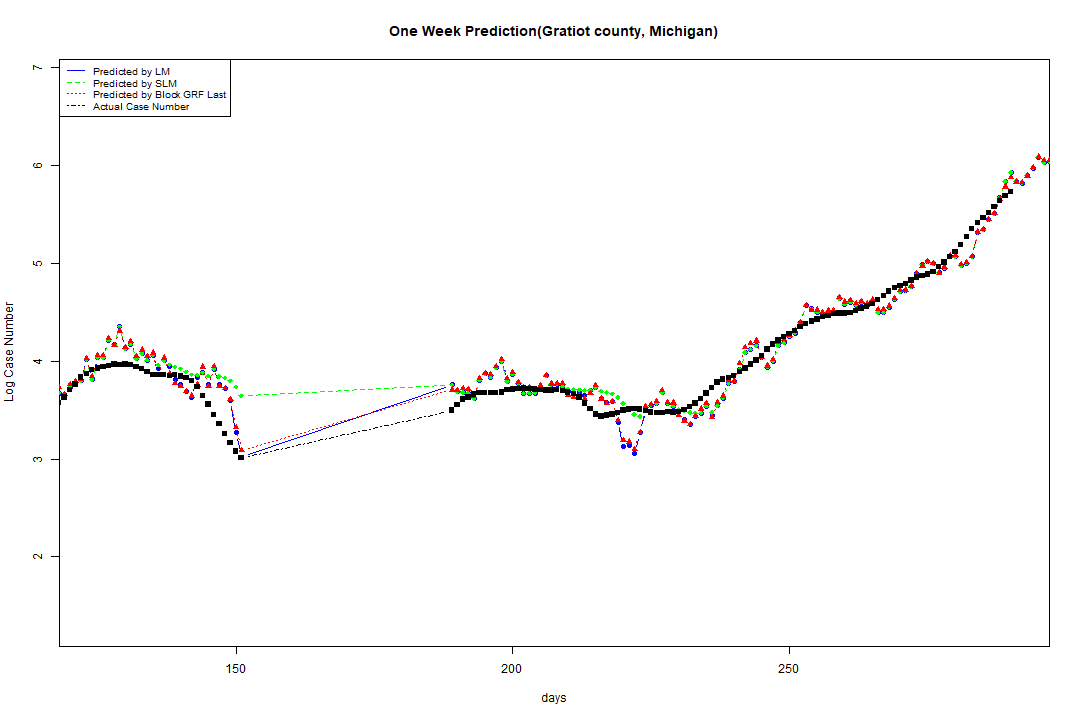 One Week Prediction(Gratiot county, Michigan)
Predicted by LM
Predicted by SLM
Predicted by Block GRF Last
Actual Case Number
7
6
5
4
3
2
Log Case Number
150
200
250
days